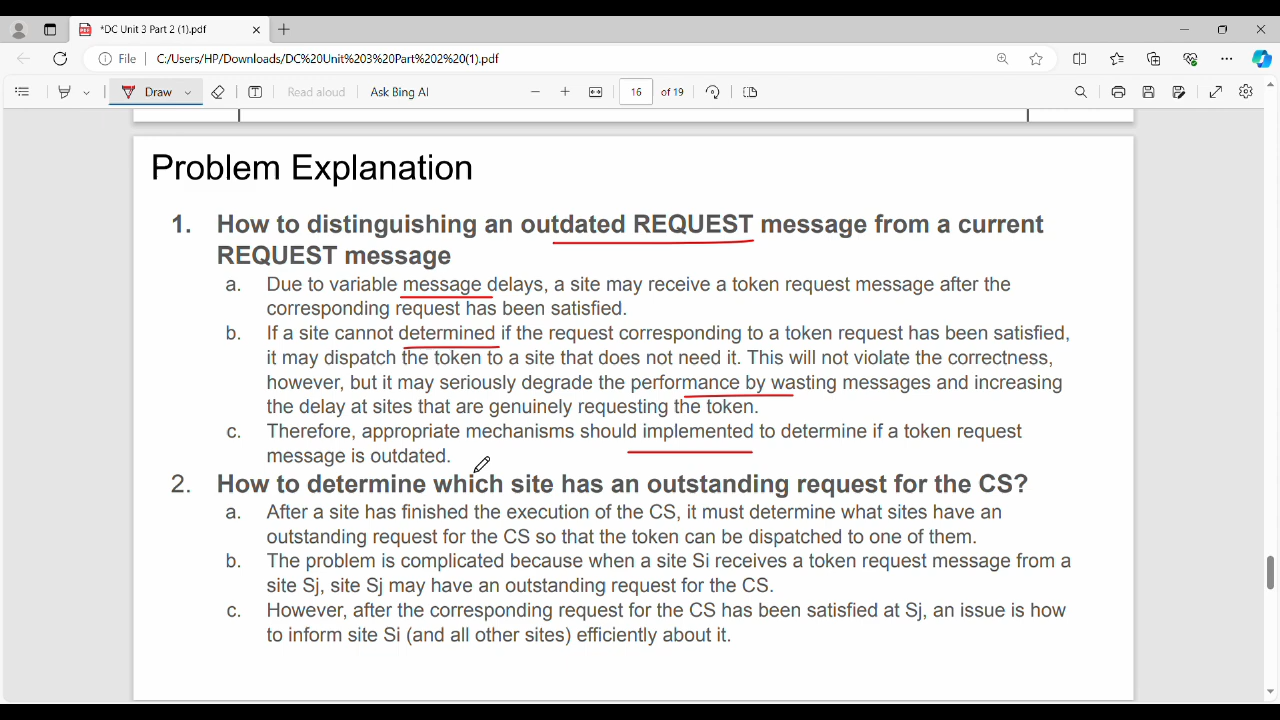 *DC Unit 3 Part 2 (1).pdf
File
C:/Users/HP/Downloads/DC%20Unit%203%20Part%202%20(1).pdf
Draw
Read aloud
Ask Bing AI
16
of 19
Problem Explanation
1. How to distinguishing an outdated REQUEST message from a current
REQUEST message
a. Due to variable message delays, a site may receive a token request message after the
corresponding request has been satisfied.
b. If a site cannot determined if the request corresponding to a token request has been satisfied,
it may dispatch the token to a site that does not need it. This will not violate the correctness,
however, but it may seriously degrade the performance by wasting messages and increasing
the delay at sites that are genuinely requesting the token.
c. Therefore, appropriate mechanisms should implemented to determine if a token request
message is outdated.
2. How to determine which site has an outstanding request for the CS?
a. After a site has finished the execution of the CS, it must determine what sites have an
outstanding request for the CS so that the token can be dispatched to one of them.
b. The problem is complicated because when a site Si receives a token request message from a
site Sj, site Sj may have an outstanding request for the CS.
c. However, after the corresponding request for the CS has been satisfied at Sj, an issue is how
to inform site Si (and all other sites) efficiently about it.